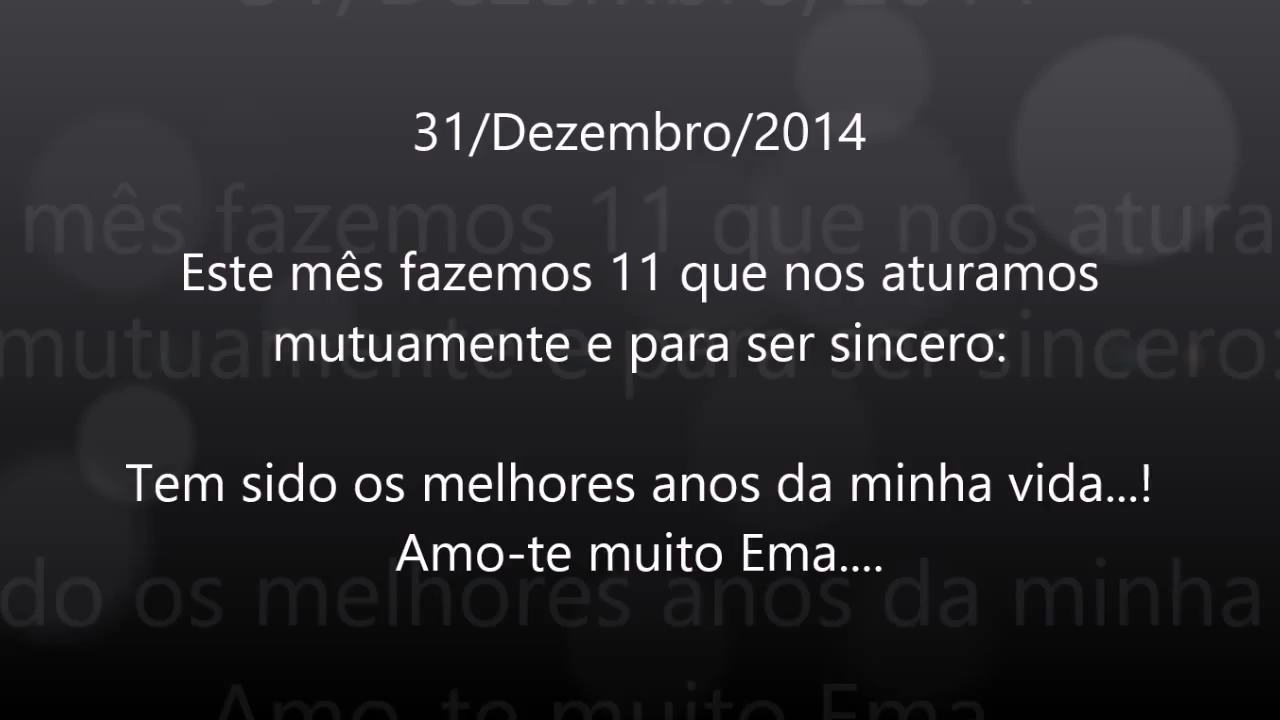 31/Dezembro/2014
Este mês fazemos 11 que nos aturamos
mutuamente e para ser sincero:
Tem sido os melhores anos da minha vida...!
Amo-te muito Ema....